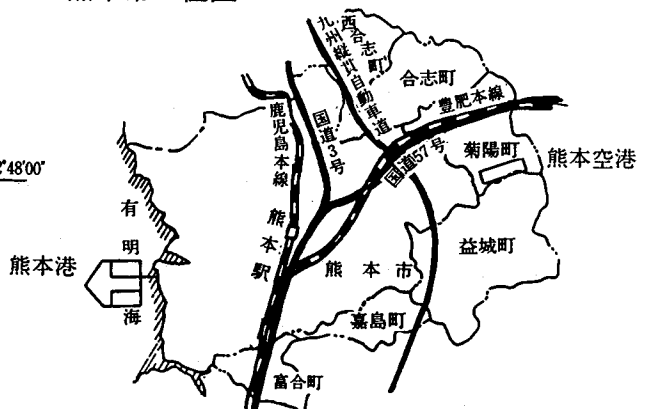 西合志町
九州縦貫自動車道
合志町
豊肥本線
鹿児島本線
国道3号
国道57号
菊陽町
熊本空港
2°48'00"
有明海
熊本駅
益城町
熊本港
熊本市
嘉島町
富合町